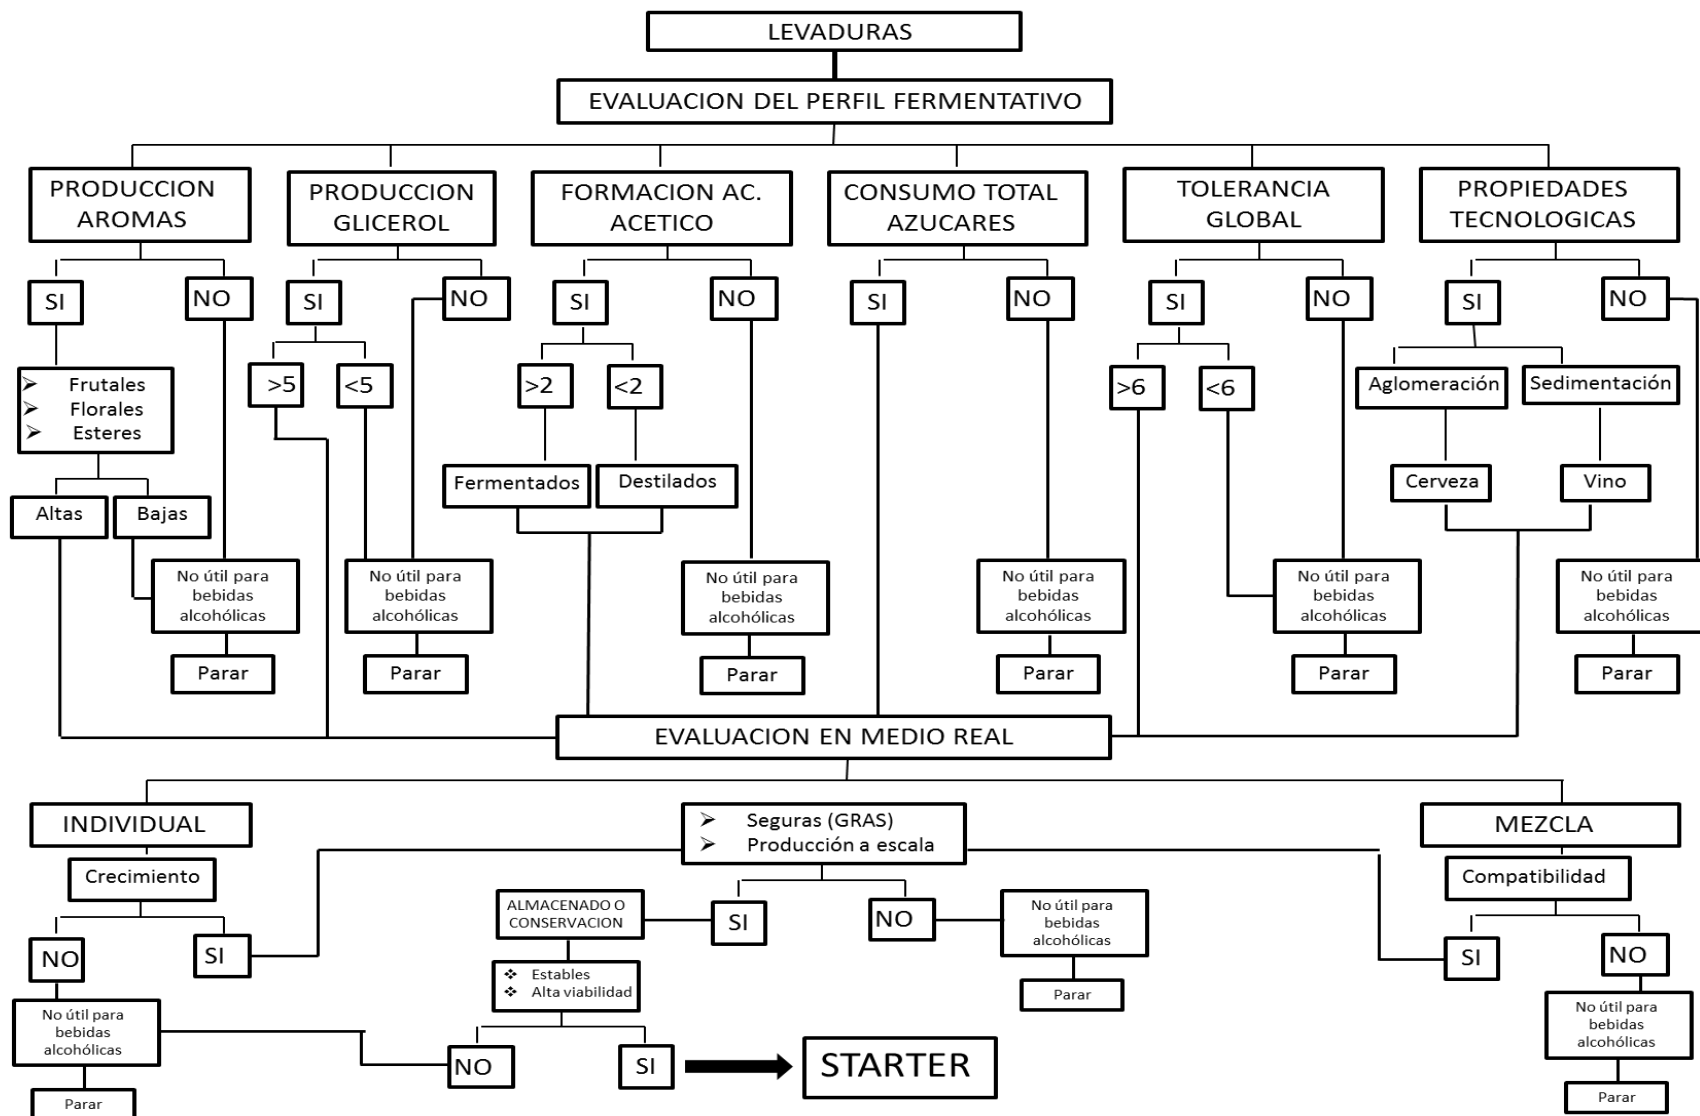 LEVADURAS
EVALUACION DEL PERFIL FERMENTATIVO
PRODUCCION
AROMAS
PRODUCCION
GLICEROL
FORMACION AC.
ACETICO
CONSUMO TOTAL
AZUCARES
TOLERANCIA
GLOBAL
PROPIEDADES
TECNOLOGICAS
SI
NO
SI
NO
SI
NO
SI
NO
SI
NO
SI
NO
➢ Frutales
➢ Florales
➢ Esteres
>5
<5
>2
<2
>6
<6
Aglomeración
Sedimentación
Altas
Bajas
Fermentados
Destilados
Cerveza
Vino
No útil para
bebidas
alcohólicas
No útil para
bebidas
alcohólicas
No útil para
bebidas
alcohólicas
No útil para
bebidas
alcohólicas
No útil para
bebidas
alcohólicas
No útil para
bebidas
alcohólicas
Parar
Parar
Parar
Parar
Parar
Parar
EVALUACION EN MEDIO REAL
INDIVIDUAL
➢ Seguras (GRAS)
➢ Producción a escala
MEZCLA
Crecimiento
Compatibilidad
NO
SI
ALMACENADO O
CONSERVACION
SI
NO
No útil para
bebidas
alcohólicas
Parar
SI
NO
❖ Estables
❖ Alta viabilidad
No útil para
bebidas
alcohólicas
Parar
NO
SI
STARTER
No útil para
bebidas
alcohólicas
Parar